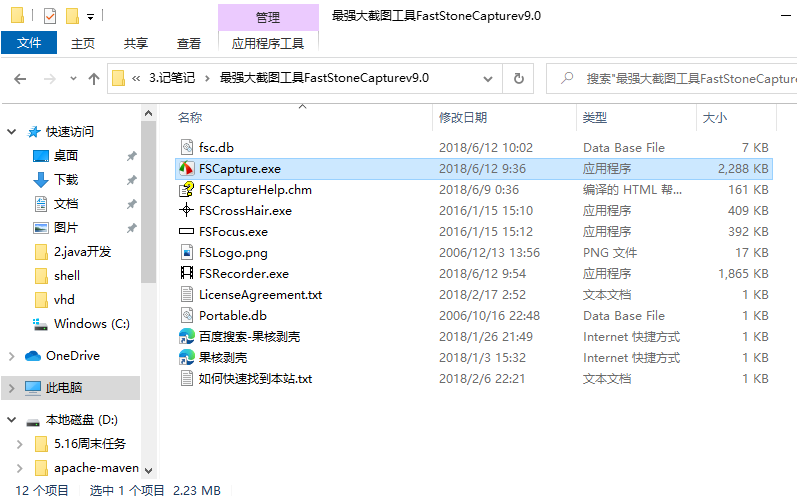 管理
最强大截图工具FastStoneCapturev9.0
文件 主页 共享 查看 应用程序工具
« 3.记笔记 › 最强大截图工具FastStoneCapturev9.0
搜索"最强大截图工具FastStoneCapture
名称 修改日期 类型 大小
快速访问
桌面
下载
文档
图片
2.java开发
shell
vhd
Windows (C:)
OneDrive
此电脑
本地磁盘 (D:)
5.16周末任务
apache-maven
fsc.db 2018/6/12 10:02 Data Base File 7 KB
FSCapture.exe 2018/6/12 9:36 应用程序 2,288 KB
FSCaptureHelp.chm 2018/6/9 0:36 编译的 HTML 帮... 161 KB
FSCrossHair.exe 2016/1/15 15:10 应用程序 409 KB
FSFocus.exe 2016/1/15 15:12 应用程序 392 KB
FSLogo.png 2006/12/13 13:56 PNG 文件 17 KB
FSRecorder.exe 2018/6/12 9:54 应用程序 1,865 KB
LicenseAgreement.txt 2018/2/17 2:52 文本文档 1 KB
Portable.db 2006/10/16 22:48 Data Base File 1 KB
百度搜索-果核剥壳 2018/1/26 21:49 Internet 快捷方式 1 KB
果核剥壳 2018/1/3 15:32 Internet 快捷方式 1 KB
如何快速找到本站.txt 2018/2/6 22:21 文本文档 1 KB
12 个项目 选中 1 个项目 2.23 MB